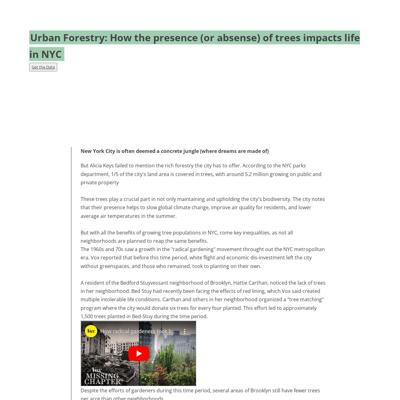 Urban Forestry: How the presence (or absense) of trees impacts life
in NYC
Get the Data
New York City is often deemed a concrete jungle (where dreams are made of)
But Alicia Keys failed to mention the rich forestry the city has to offer. According to the NYC parks
department, 1/5 of the city's land area is covered in trees, with around 5.2 million growing on public and
private property
These trees play a crucial part in not only maintaining and upholding the city's biodiversity. The city notes
that their presence helps to slow global climate change, improve air quality for residents, and lower
average air temperatures in the summer.
But with all the benefits of growing tree populations in NYC, come key inequalities, as not all
neighborhoods are planned to reap the same benefits.
The 1960s and 70s saw a growth in the "radical gardening" movement throughout the NYC metropolitan
era. Vox reported that before this time period, white flight and economic dis-investment left the city
without greenspaces, and those who remained, took to planting on their own.
A resident of the Bedford Stuyvessant neighborhood of Brooklyn, Hattie Carthan, noticed the lack of trees
in her neighborhood. Bed Stuy had recently been facing the effects of red lining, which Vox said created
multiple intolerable life conditions. Carthan and others in her neighborhood organized a "tree matching"
program where the city would donate six trees for every four planted. This effort led to approximately
1,500 trees planted in Bed-Stuy during the time period.
Vox
How radical gardeners took b
Vox
MISSING
CHAPTER
Despite the efforts of gardeners during this time period, several areas of Brooklyn still have fewer trees
per acre than other neighborhoods